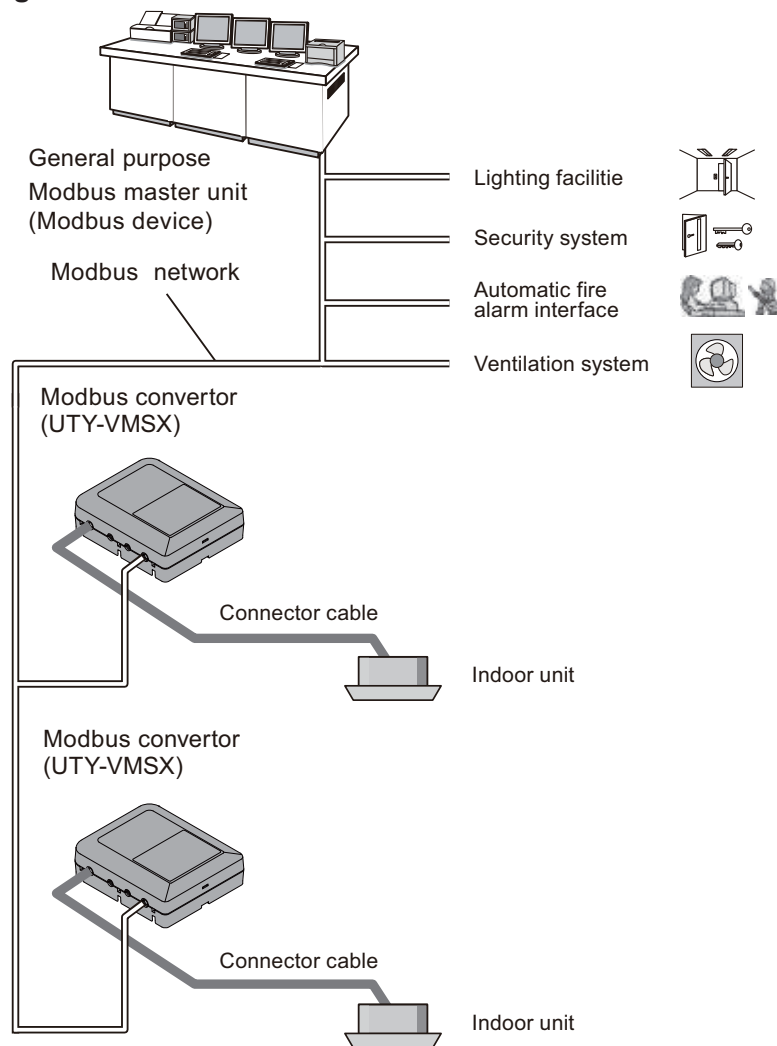 General purpose
Modbus master unit
(Modbus device)
Modbus network
Lighting facilitie
Security system
Automatic fire
alarm interface
Ventilation system
Modbus convertor
(UTY-VMSX)
Connector cable
Indoor unit
Modbus convertor
(UTY-VMSX)
Connector cable
Indoor unit